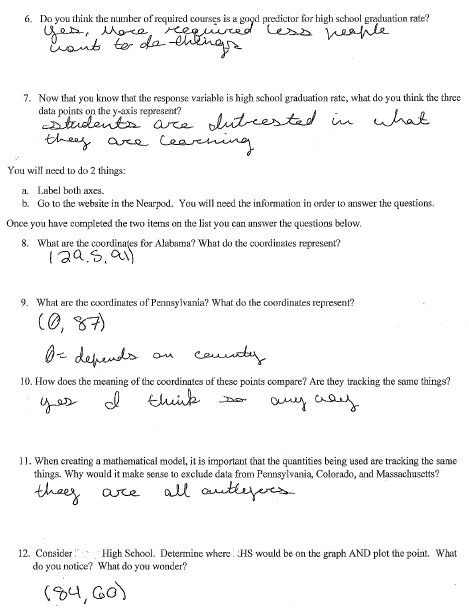 6. Do you think the number of required courses is a good predictor for high school graduation rate?
yes, More required less people
want to do things
7. Now that you know that the response variable is high school graduation rate, what do you think the three
data points on the y-axis represent?
students are intrested in what
they are learning
You will need to do 2 things:
a. Label both axes.
b. Go to the website in the Nearpod. You will need the information in order to answer the questions.
Once you have completed the two items on the list you can answer the questions below.
8. What are the coordinates for Alabama? What do the coordinates represent?
(29.5, 91)
9. What are the coordinates of Pennsylvania? What do the coordinates represent?
(0, 87)
0= depends on county
10. How does the meaning of the coordinates of these points compare? Are they tracking the same things?
yes I think so any way
11. When creating a mathematical model, it is important that the quantities being used are tracking the same
things. Why would it make sense to exclude data from Pennsylvania, Colorado, and Massachusetts?
they are all outleyers
12. Consider High School. Determine where HS would be on the graph AND plot the point. What
do you notice? What do you wonder?
(84, 60)